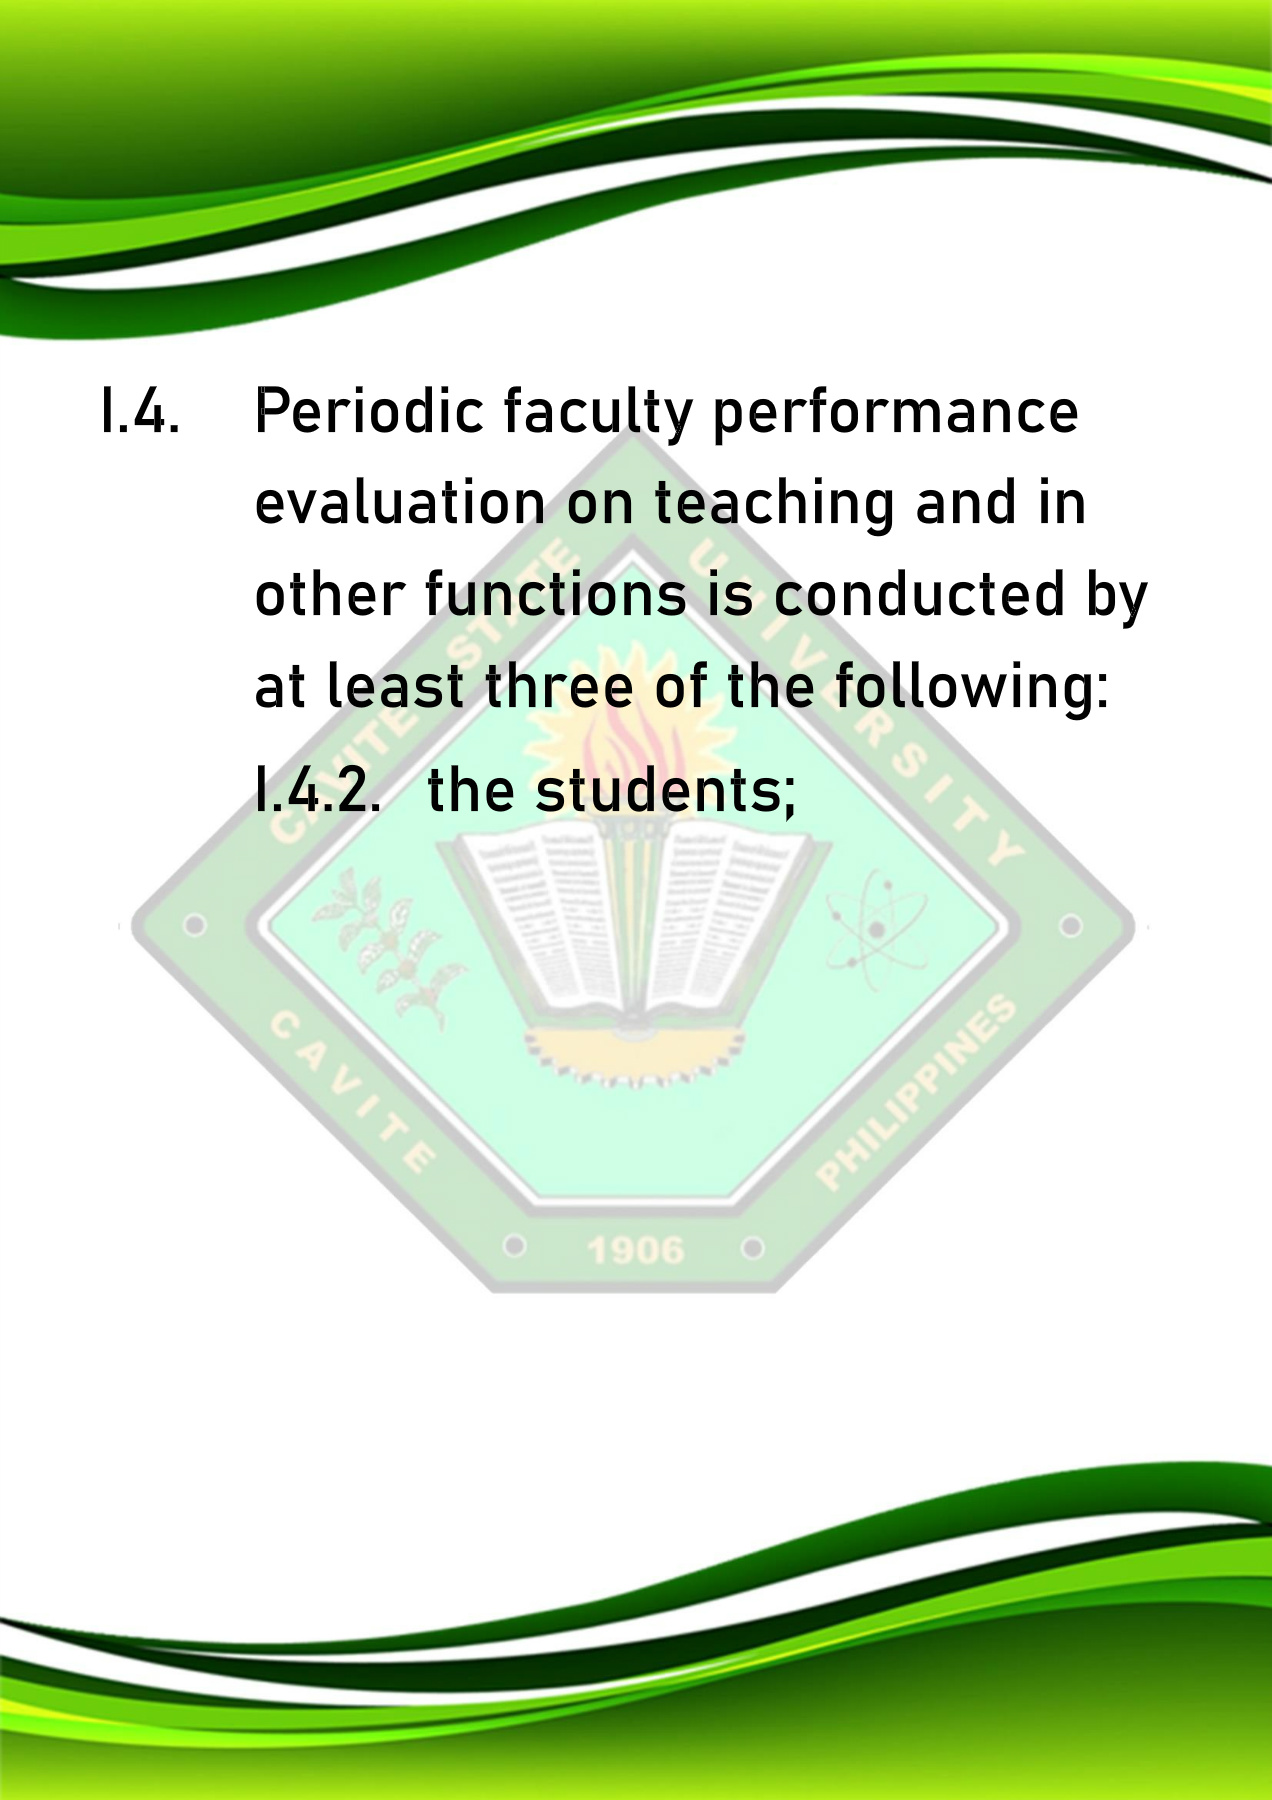 I.4. Periodic faculty performance
evaluation on teaching and in
other functions is conducted by
at least three of the following:
I.4.2. the students;
CAVITE STATE UNIVERSITY
CAVITE
PHILIPPINES
1906